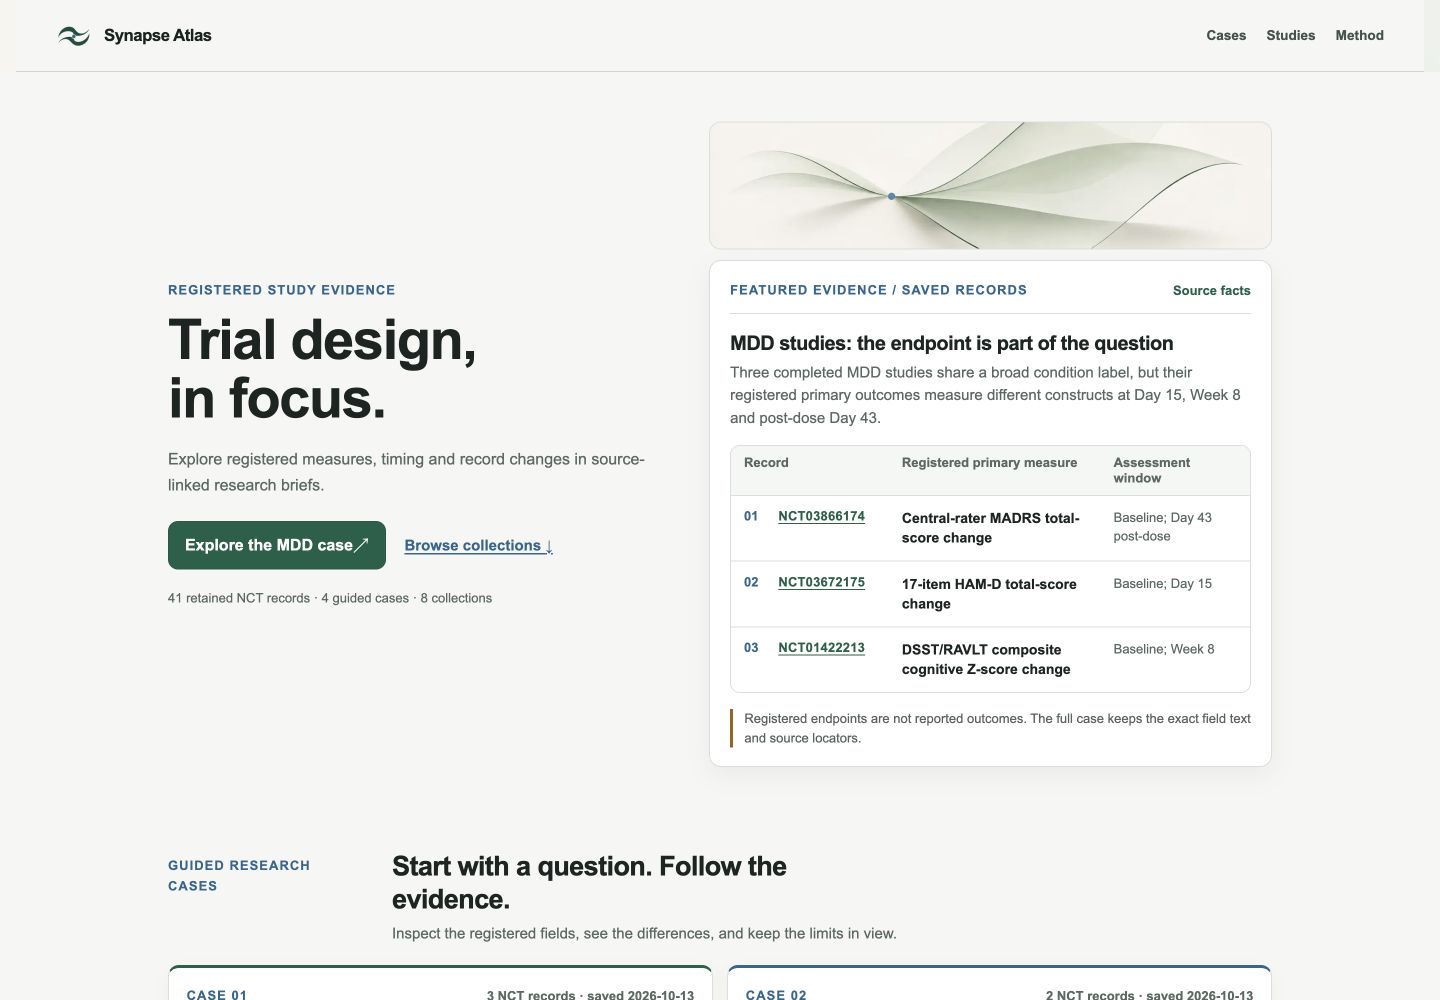 Synapse Atlas
Cases Studies Method
REGISTERED STUDY EVIDENCE
Trial design,
in focus.
Explore registered measures, timing and record changes in source-
linked research briefs.
Explore the MDD case↗ Browse collections ↓
41 retained NCT records · 4 guided cases · 8 collections
FEATURED EVIDENCE / SAVED RECORDS Source facts
MDD studies: the endpoint is part of the question
Three completed MDD studies share a broad condition label, but their
registered primary outcomes measure different constructs at Day 15, Week 8
and post-dose Day 43.
Record Registered primary measure Assessment
window
01 NCT03866174 Central-rater MADRS total- Baseline; Day 43
score change post-dose
02 NCT03672175 17-item HAM-D total-score Baseline; Day 15
change
03 NCT01422213 DSST/RAVLT composite Baseline; Week 8
cognitive Z-score change
Registered endpoints are not reported outcomes. The full case keeps the exact field text
and source locators.
GUIDED RESEARCH
CASES
Start with a question. Follow the
evidence.
Inspect the registered fields, see the differences, and keep the limits in view.
CASE 01 3 NCT records · saved 2026-10-13
CASE 02 2 NCT records · saved 2026-10-13